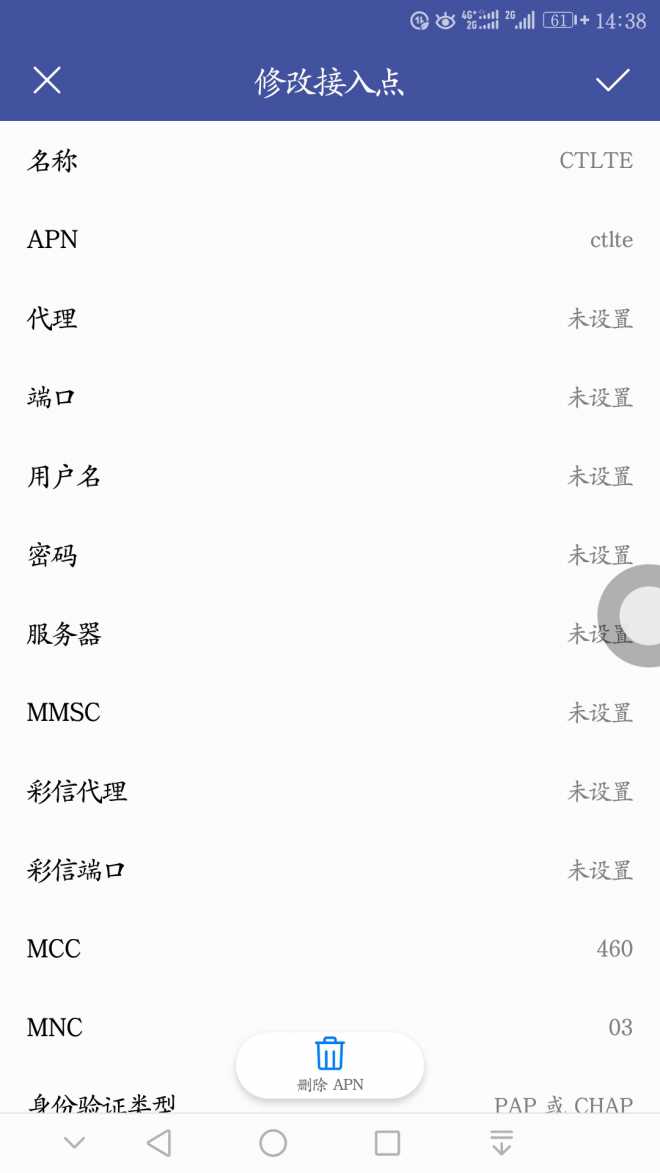 4G+ 2G 2G 61 14:38
修改接入点
名称 CTLTE
APN ctlte
代理 未设置
端口 未设置
用户名 未设置
密码 未设置
服务器 未设置
MMSC 未设置
彩信代理 未设置
彩信端口 未设置
MCC 460
MNC 03
删除 APN
身份验证类型 PAP 或 CHAP